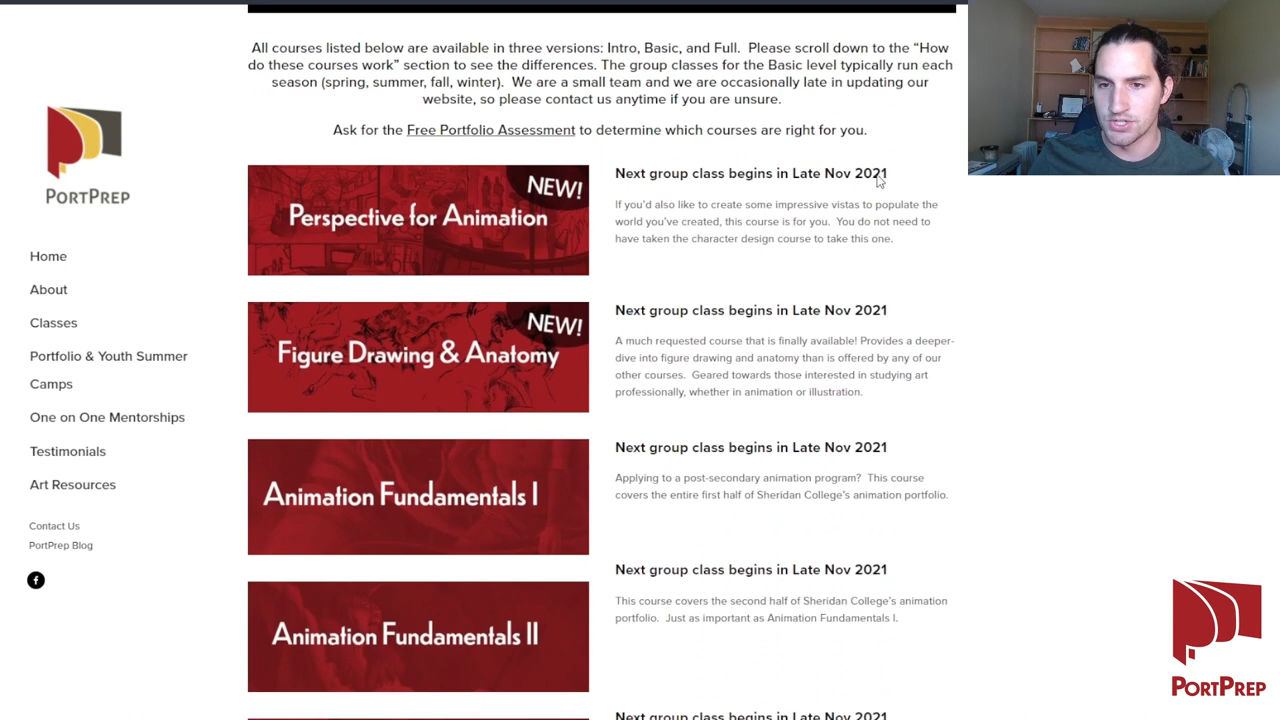 All courses listed below are available in three versions: Intro, Basic, and Full.  Please scroll down to the “How
do these courses work” section to see the differences. The group classes for the Basic level typically run each
season (spring, summer, fall, winter).  We are a small team and we are occasionally late in updating our
website, so please contact us anytime if you are unsure.
Ask for the Free Portfolio Assessment to determine which courses are right for you.
PORTPREP
Home
About
Classes
Portfolio & Youth Summer
Camps
One on One Mentorships
Testimonials
Art Resources
Contact Us
PortPrep Blog
f
NEW!
Perspective for Animation
Next group class begins in Late Nov 2021
If you'd also like to create some impressive vistas to populate the
world you've created, this course is for you.  You do not need to
have taken the character design course to take this one.
NEW!
Figure Drawing & Anatomy
Next group class begins in Late Nov 2021
A much requested course that is finally available! Provides a deeper-
dive into figure drawing and anatomy than is offered by any of our
other courses.  Geared towards those interested in studying art
professionally, whether in animation or illustration.
Animation Fundamentals I
Next group class begins in Late Nov 2021
Applying to a post-secondary animation program?  This course
covers the entire first half of Sheridan College's animation portfolio.
Animation Fundamentals II
Next group class begins in Late Nov 2021
This course covers the second half of Sheridan College's animation
portfolio.  Just as important as Animation Fundamentals I.
Next group class begins in Late Nov 2021
PORTPREP